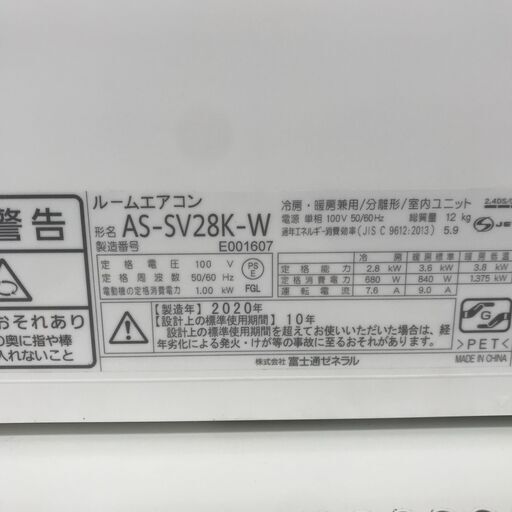 警告
おそれあり
奥に指や棒
入れないこと
ルームエアコン
形名 AS-SV28K-W
製造番号 E001607
定格電圧 100 V
定格周波数 50/60 Hz
電動機の定格消費電力 1.00 kW
PS
E
FGL
冷房・暖房兼用/分離形/室内ユニット
電源 単相 100V 50/60Hz 総質量 12 kg
通年エネルギー消費効率(JIS C 9612:2013) 5.9
冷房 暖房標準 暖房低温
定格能力 2.8 kW 3.6 kW 3.8 kW
定格消費電力 680 W 840 W 1.375 kW
運転電流 7.6 A 9.0 A
【製造年】2020年
【設計上の標準使用期間】10年
設計上の標準使用期間を超えてお使いいただいた場合は、経
年劣化による発火・けが等の事故に至るおそれがあります。
株式会社 富士通ゼネラル
>PET<
MADE IN CHINA